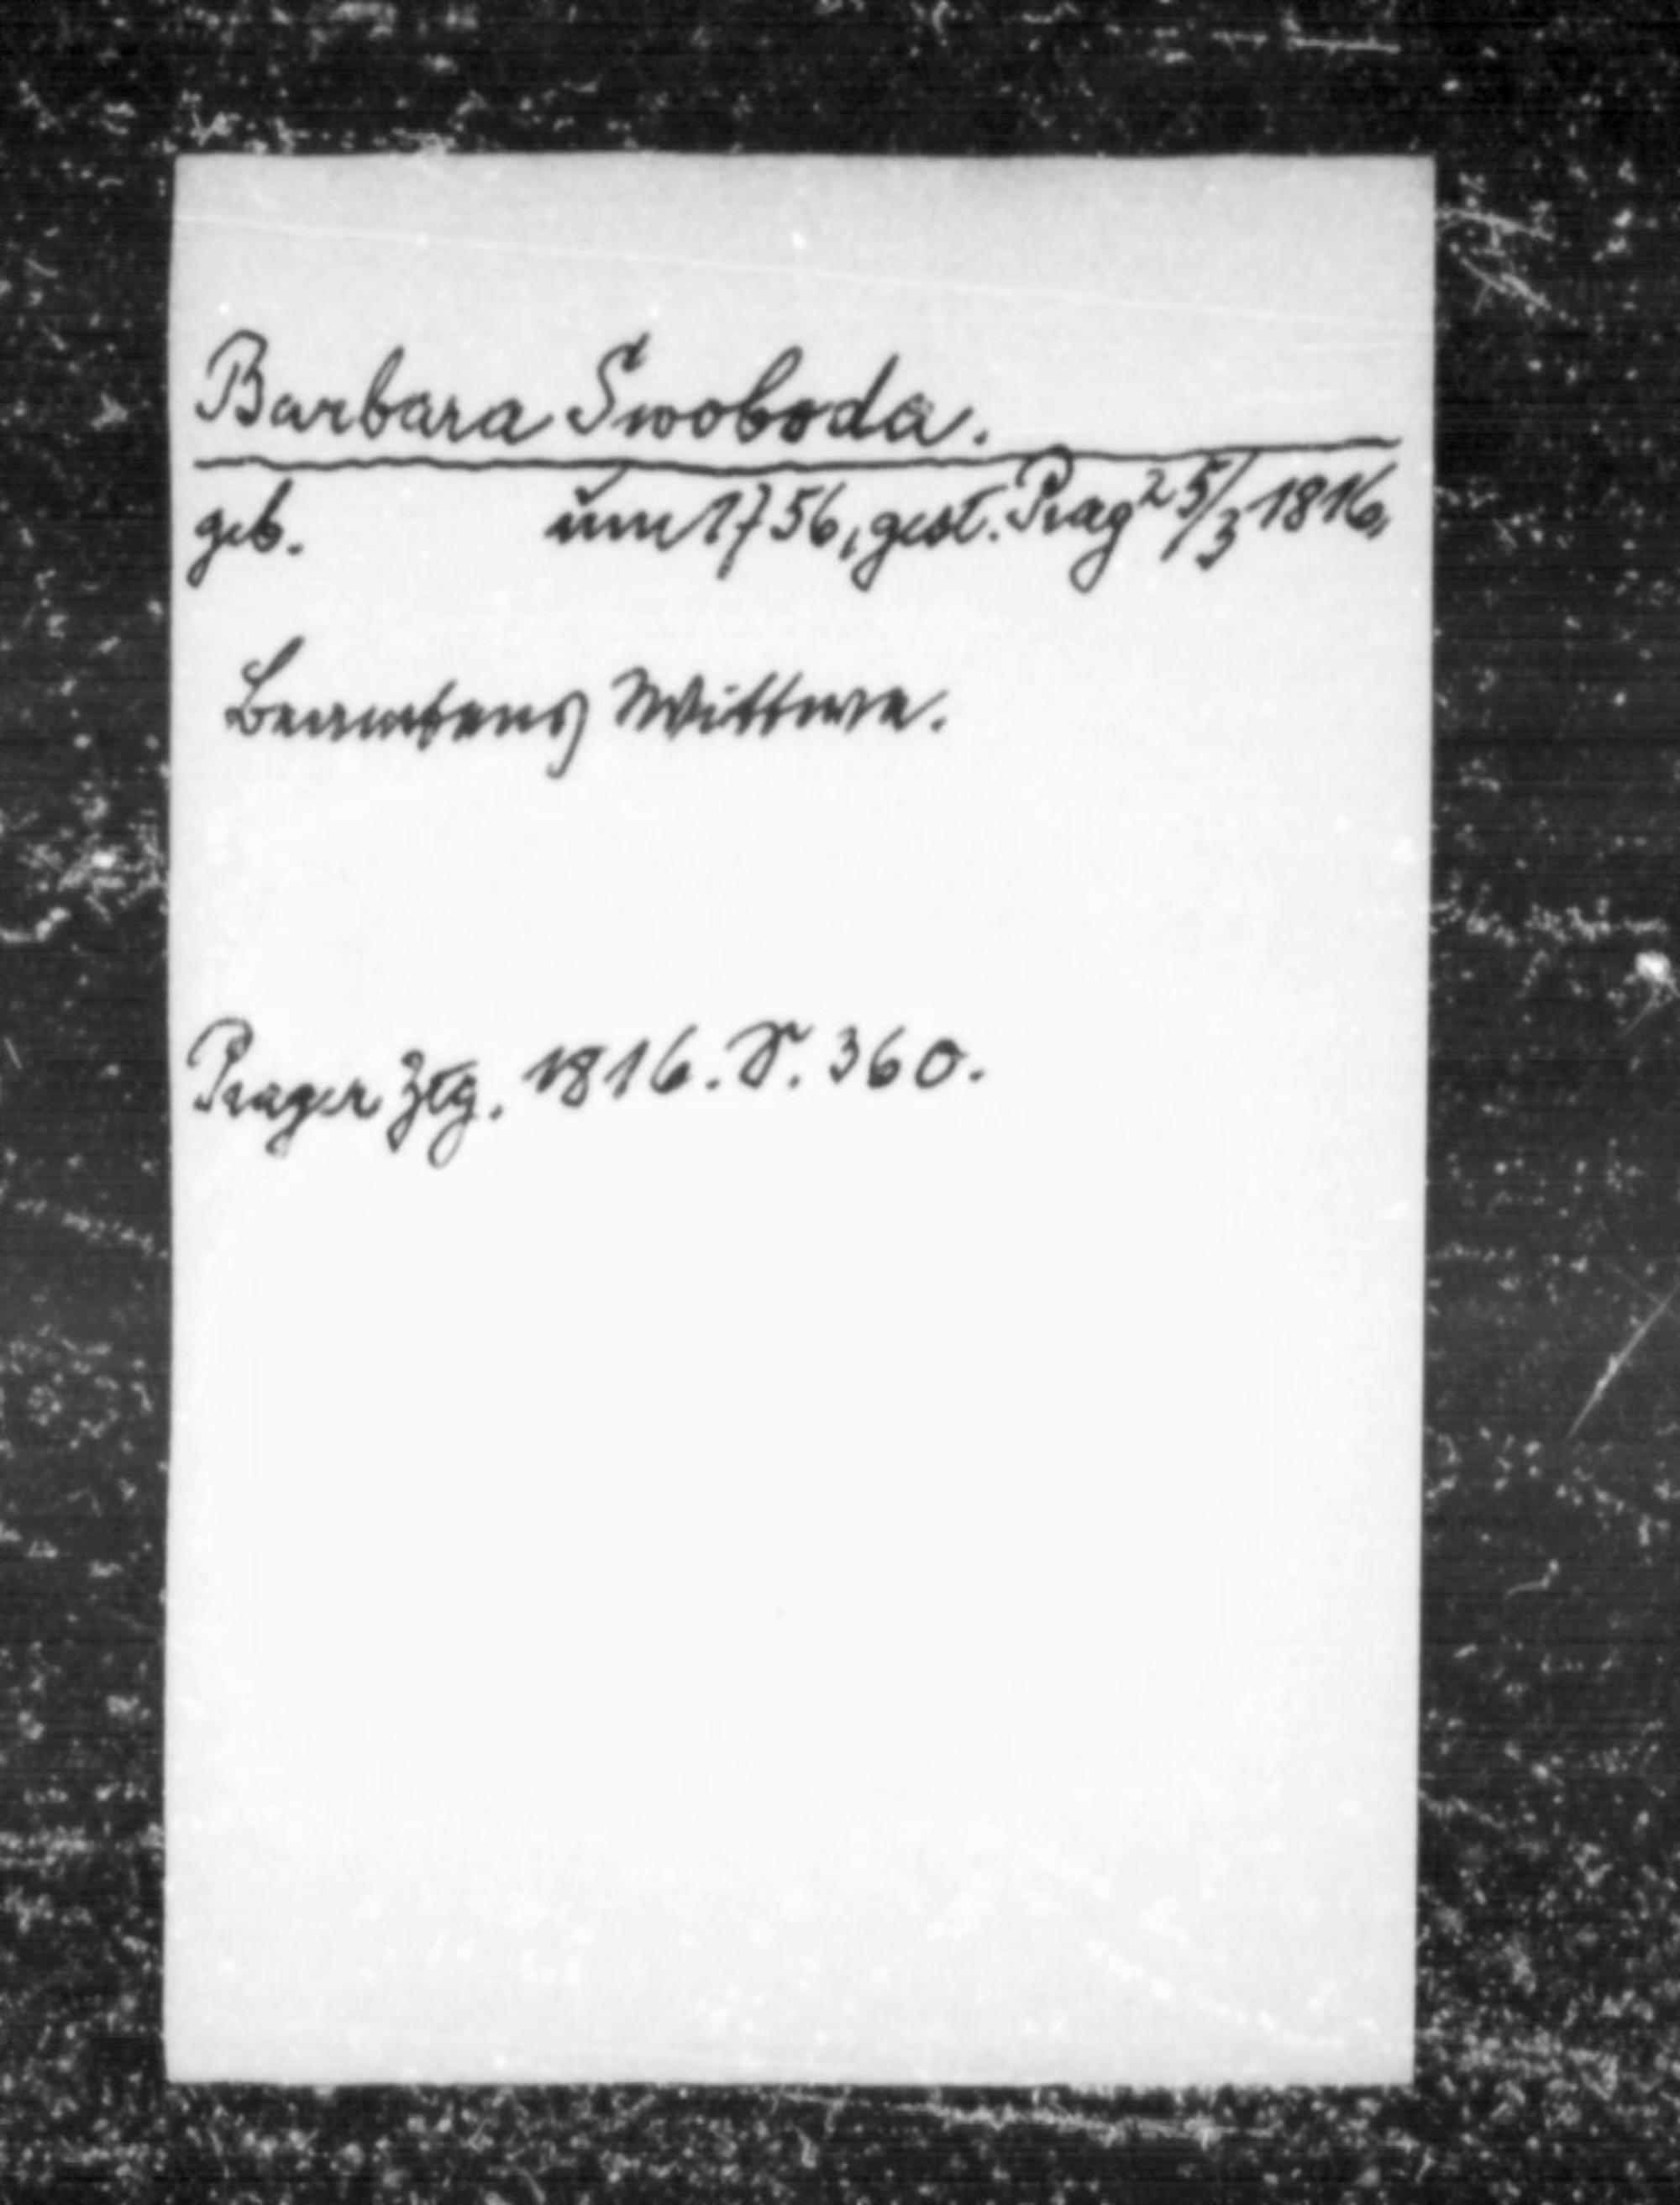 Barbara Swoboda.
geb. um 1756, gest. Prag 25/3 1816,
Beamtens Wittwe.
Prager Ztg. 1816. S. 360.